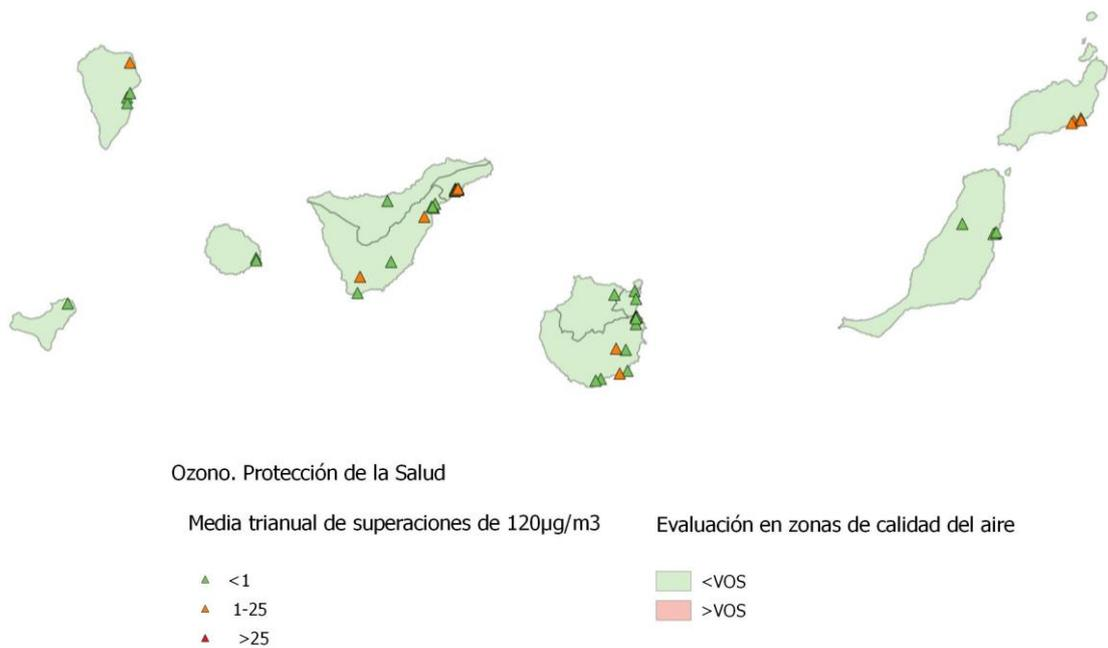 Ozono. Protección de la Salud
Media trianual de superaciones de 120µg/m3
<1
1-25
>25
Evaluación en zonas de calidad del aire
<VOS
>VOS